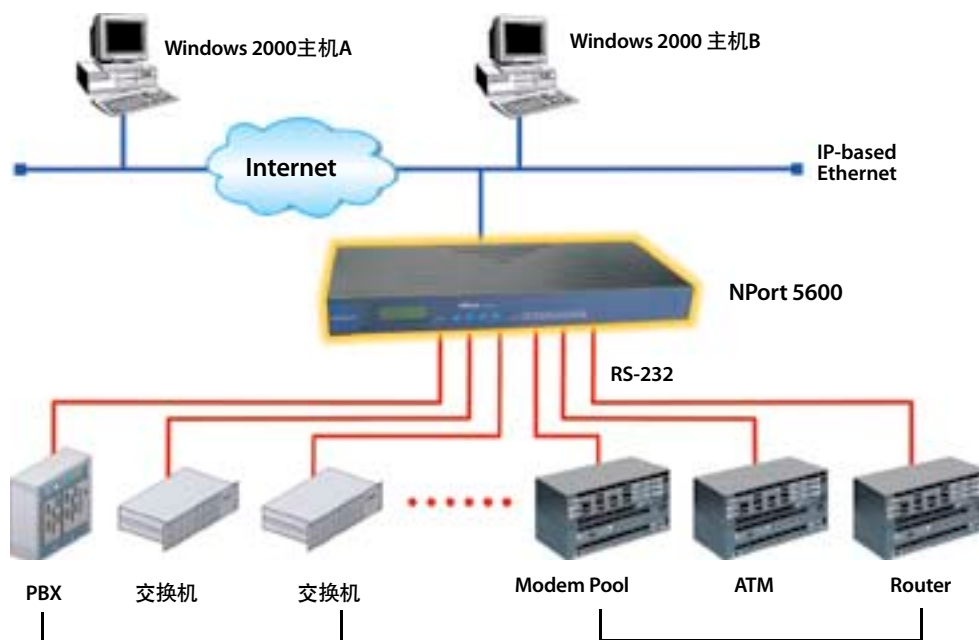 Windows 2000主机A
Windows 2000 主机B
Internet
IP-based
Ethernet
NPort 5600
RS-232
PBX
交换机
交换机
Modem Pool
ATM
Router